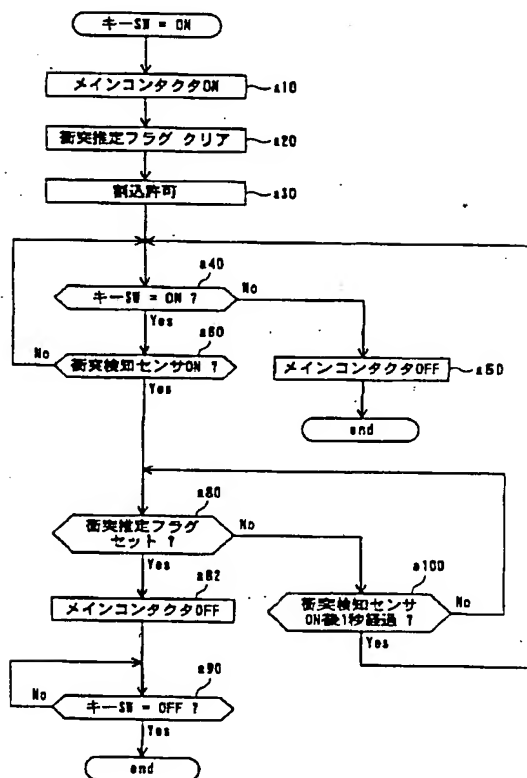 キーSW = ON
メインコンタクタON
a10
衝突推定フラグ クリア
a20
割込許可
a30
a40
キーSW = ON ?
No
Yes
a60
衝突検知センサON ?
No
Yes
メインコンタクタOFF
a50
end
a80
衝突推定フラグ
セット ?
No
Yes
a82
メインコンタクタOFF
a100
衝突検知センサ
ON後1秒経過 ?
No
Yes
a90
キーSW = OFF ?
No
Yes
end